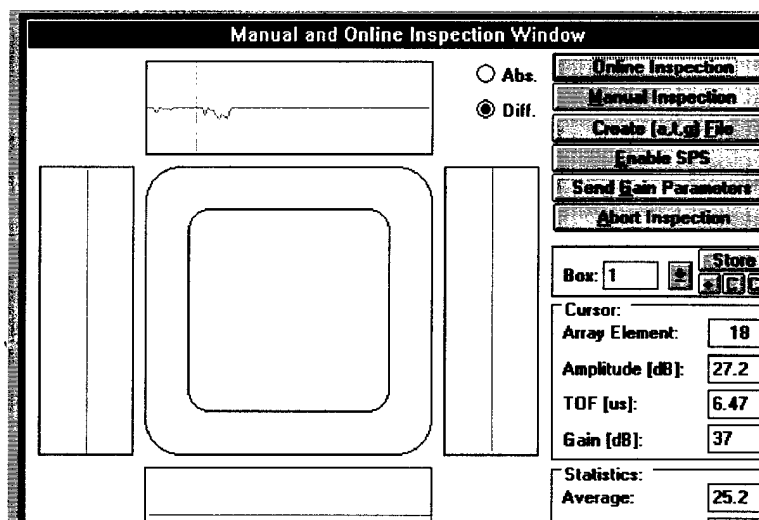 Manual and Online Inspection Window
Abs.
Diff.
Online Inspection
Manual Inspection
Create (a,t,g) File
Enable SPS
Send Gain Parameters
Abort Inspection
Box: 1
Store
Cursor:
Array Element: 18
Amplitude [dB]: 27.2
TOF [us]: 6.47
Gain [dB]: 37
Statistics:
Average: 25.2